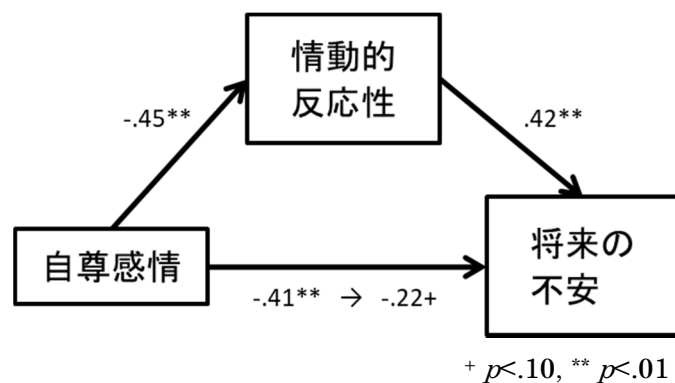 情動的
反応性
-.45**
.42**
自尊感情
将来の
不安
-.41** → -.22+
+ p<.10, ** p<.01